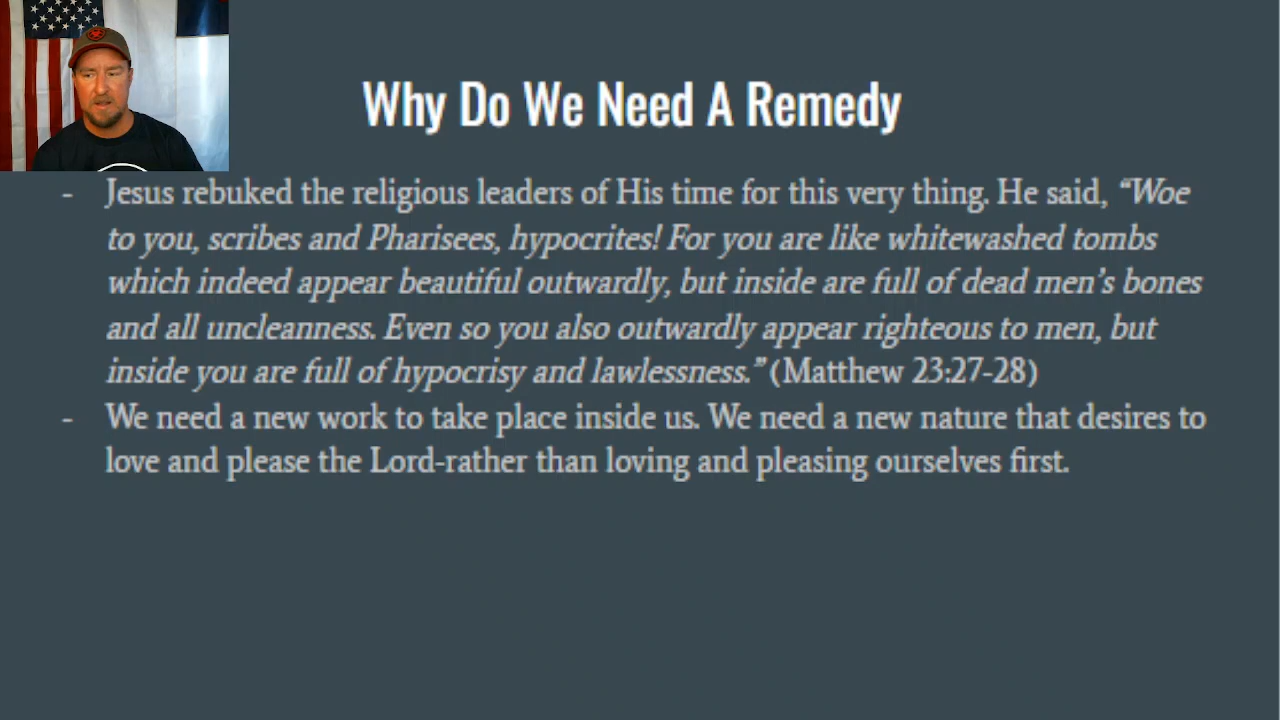 Why Do We Need A Remedy
- Jesus rebuked the religious leaders of His time for this very thing. He said, “Woe
to you, scribes and Pharisees, hypocrites! For you are like whitewashed tombs
which indeed appear beautiful outwardly, but inside are full of dead men’s bones
and all uncleanness. Even so you also outwardly appear righteous to men, but
inside you are full of hypocrisy and lawlessness.” (Matthew 23:27-28)
- We need a new work to take place inside us. We need a new nature that desires to
love and please the Lord-rather than loving and pleasing ourselves first.